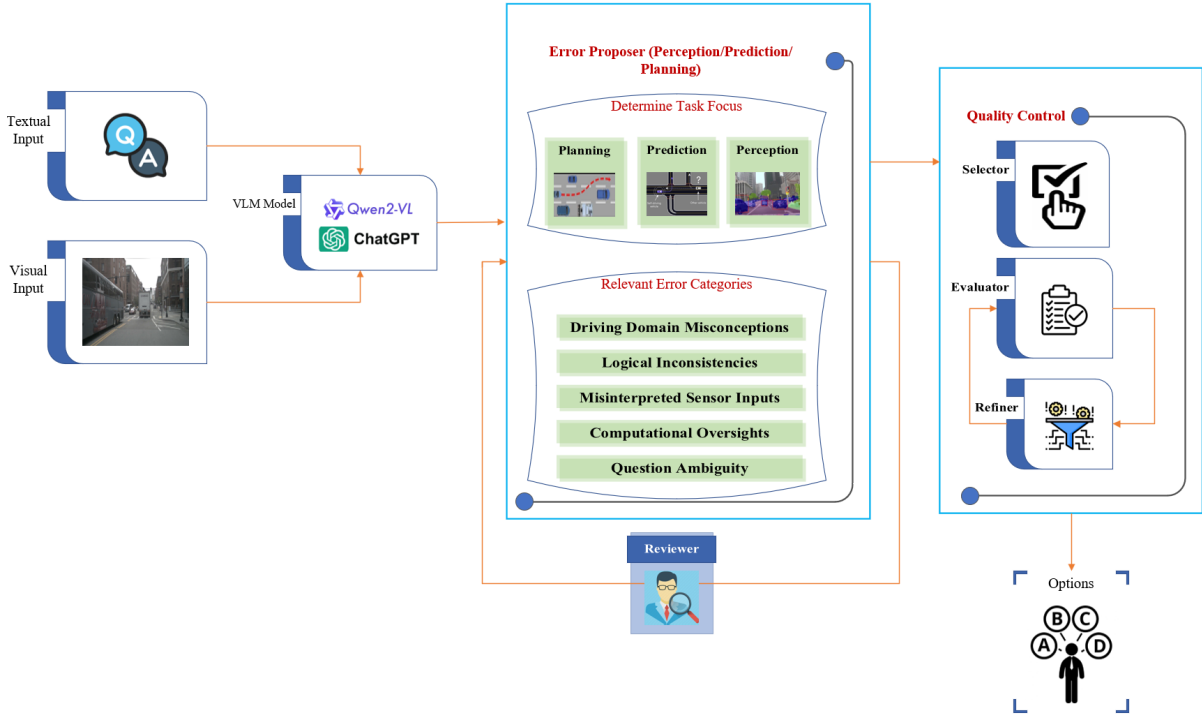 Textual
Input
Q
A
Visual
Input
VLM Model
Qwen2-VL
ChatGPT
Error Proposer (Perception/Prediction/
Planning)
Determine Task Focus
Planning
Prediction
Perception
?
Relevant Error Categories
Driving Domain Misconceptions
Logical Inconsistencies
Misinterpreted Sensor Inputs
Computational Oversights
Question Ambiguity
Reviewer
Quality Control
Selector
Evaluator
Refiner
Options
A
B
C
D